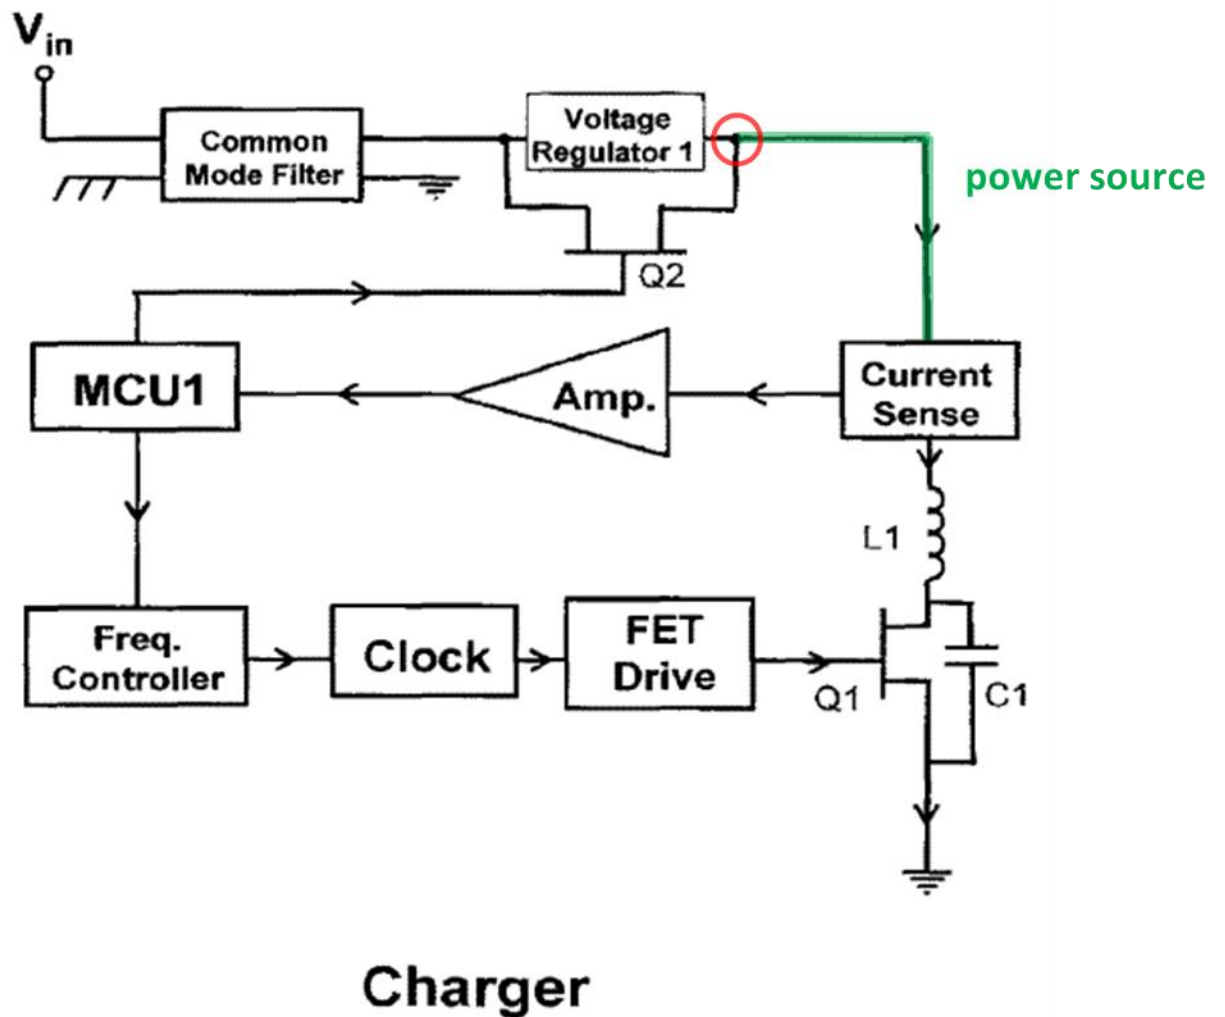 Vin
Common
Mode Filter
Voltage
Regulator 1
power source
Q2
MCU1
Amp.
Current
Sense
L1
Freq.
Controller
Clock
FET
Drive
Q1
C1
Charger